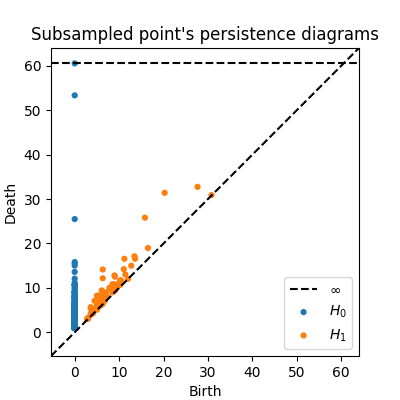 Subsampled point's persistence diagrams
Death
60
50
40
30
20
10
0
∞
H₀
H₁
0 10 20 30 40 50 60
Birth